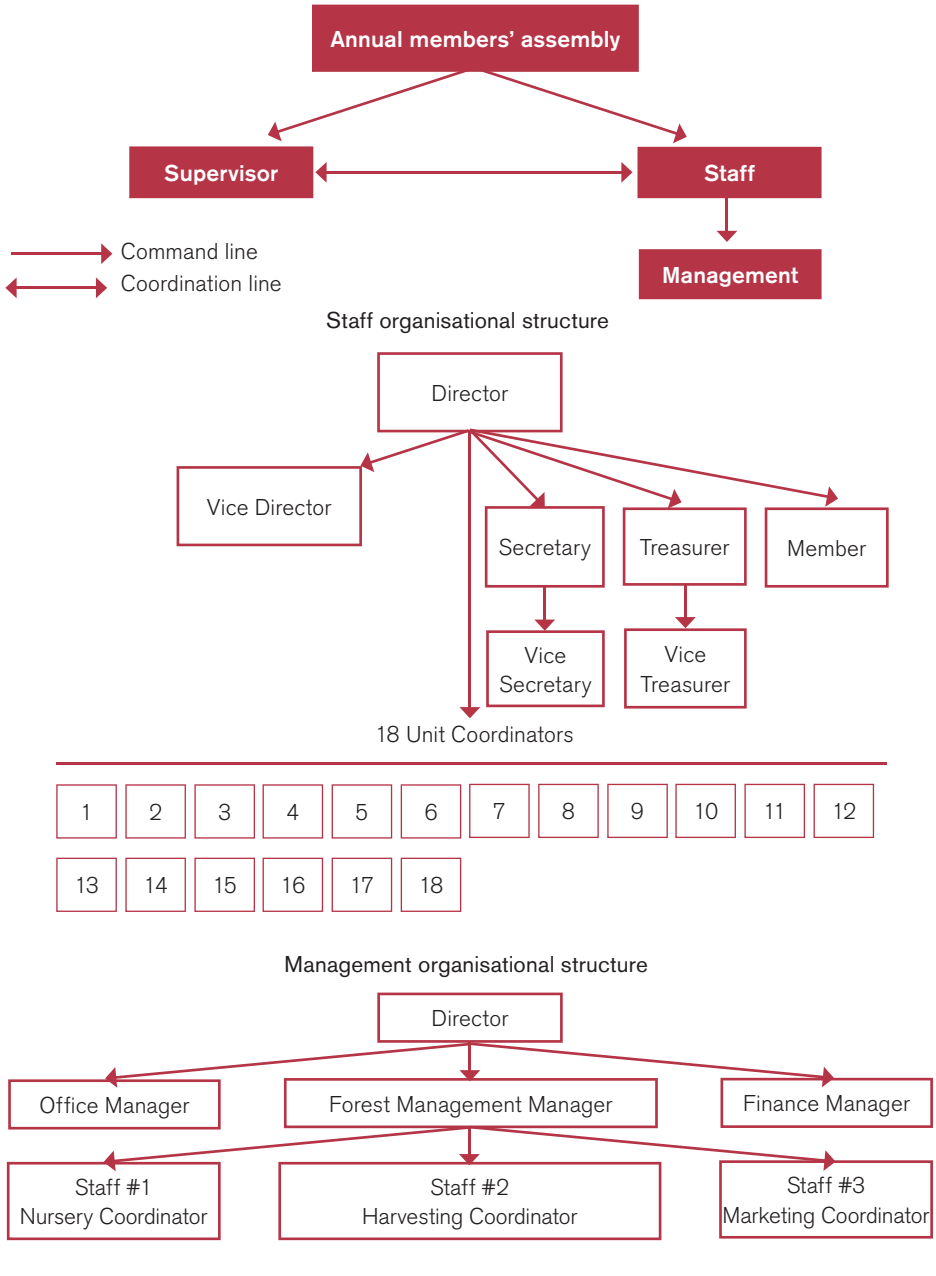 Annual members' assembly
Supervisor
Staff
Command line
Coordination line
Management
Staff organisational structure
Director
Vice Director
Secretary
Treasurer
Member
Vice
Secretary
Vice
Treasurer
18 Unit Coordinators
1 2 3 4 5 6 7 8 9 10 11 12
13 14 15 16 17 18
Management organisational structure
Director
Office Manager
Forest Management Manager
Finance Manager
Staff #1
Nursery Coordinator
Staff #2
Harvesting Coordinator
Staff #3
Marketing Coordinator